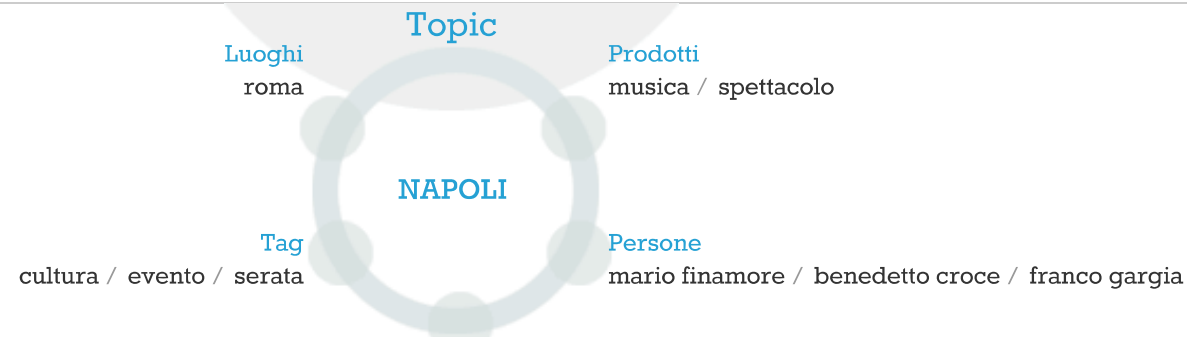 Topic
Luoghi
roma
Prodotti
musica / spettacolo
NAPOLI
Tag
cultura / evento / serata
Persone
mario finamore / benedetto croce / franco gargia